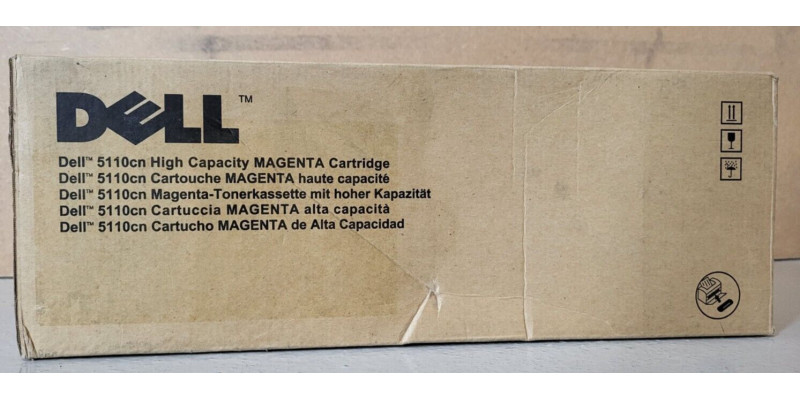 DELL™
Dell™ 5110cn High Capacity MAGENTA Cartridge
Dell™ 5110cn Cartouche MAGENTA haute capacité
Dell™ 5110cn Magenta-Tonerkassette mit hoher Kapazität
Dell™ 5110cn Cartuccia MAGENTA alta capacità
Dell™ 5110cn Cartucho MAGENTA de Alta Capacidad